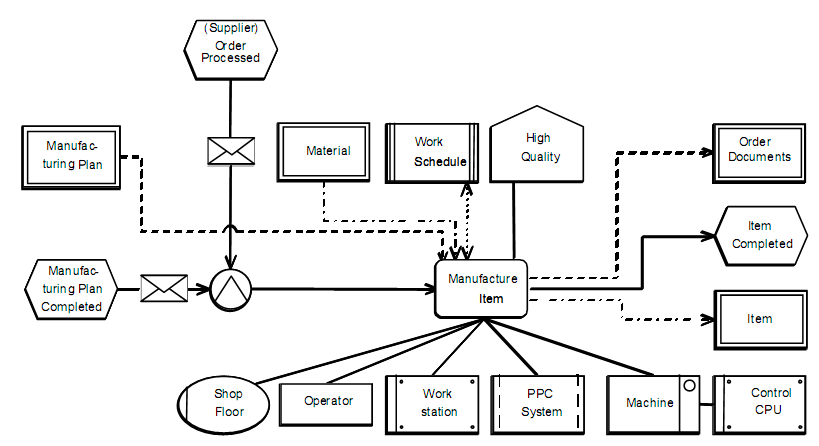 (Supplier)
Order
Processed
Manufac-
turing Plan
Material
Work
Schedule
High
Quality
Order
Documents
Item
Completed
Manufac-
turing Plan
Completed
Manufacture
Item
Item
Shop
Floor
Operator
Work
station
PPC
System
Machine
Control
CPU